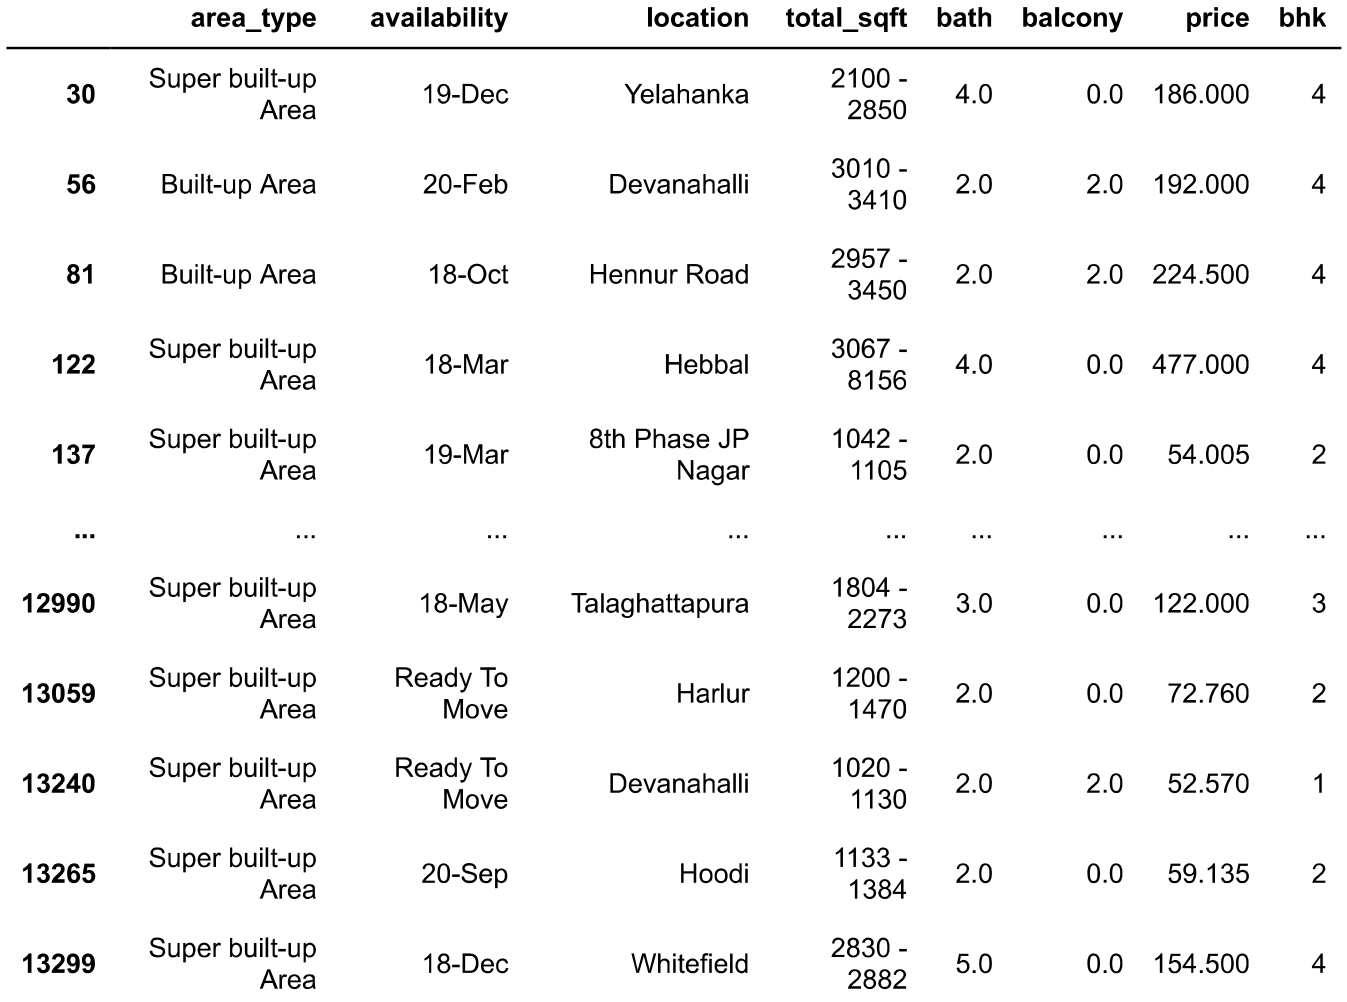 area_type availability location total_sqft bath balcony price bhk
30 Super built-up Area 19-Dec Yelahanka 2100 - 2850 4.0 0.0 186.000 4
56 Built-up Area 20-Feb Devanahalli 3010 - 3410 2.0 2.0 192.000 4
81 Built-up Area 18-Oct Hennur Road 2957 - 3450 2.0 2.0 224.500 4
122 Super built-up Area 18-Mar Hebbal 3067 - 8156 4.0 0.0 477.000 4
137 Super built-up Area 19-Mar 8th Phase JP Nagar 1042 - 1105 2.0 0.0 54.005 2
... ... ... ... ... ... ... ... ...
12990 Super built-up Area 18-May Talaghattapura 1804 - 2273 3.0 0.0 122.000 3
13059 Super built-up Area Ready To Move Harlur 1200 - 1470 2.0 0.0 72.760 2
13240 Super built-up Area Ready To Move Devanahalli 1020 - 1130 2.0 2.0 52.570 1
13265 Super built-up Area 20-Sep Hoodi 1133 - 1384 2.0 0.0 59.135 2
13299 Super built-up Area 18-Dec Whitefield 2830 - 2882 5.0 0.0 154.500 4